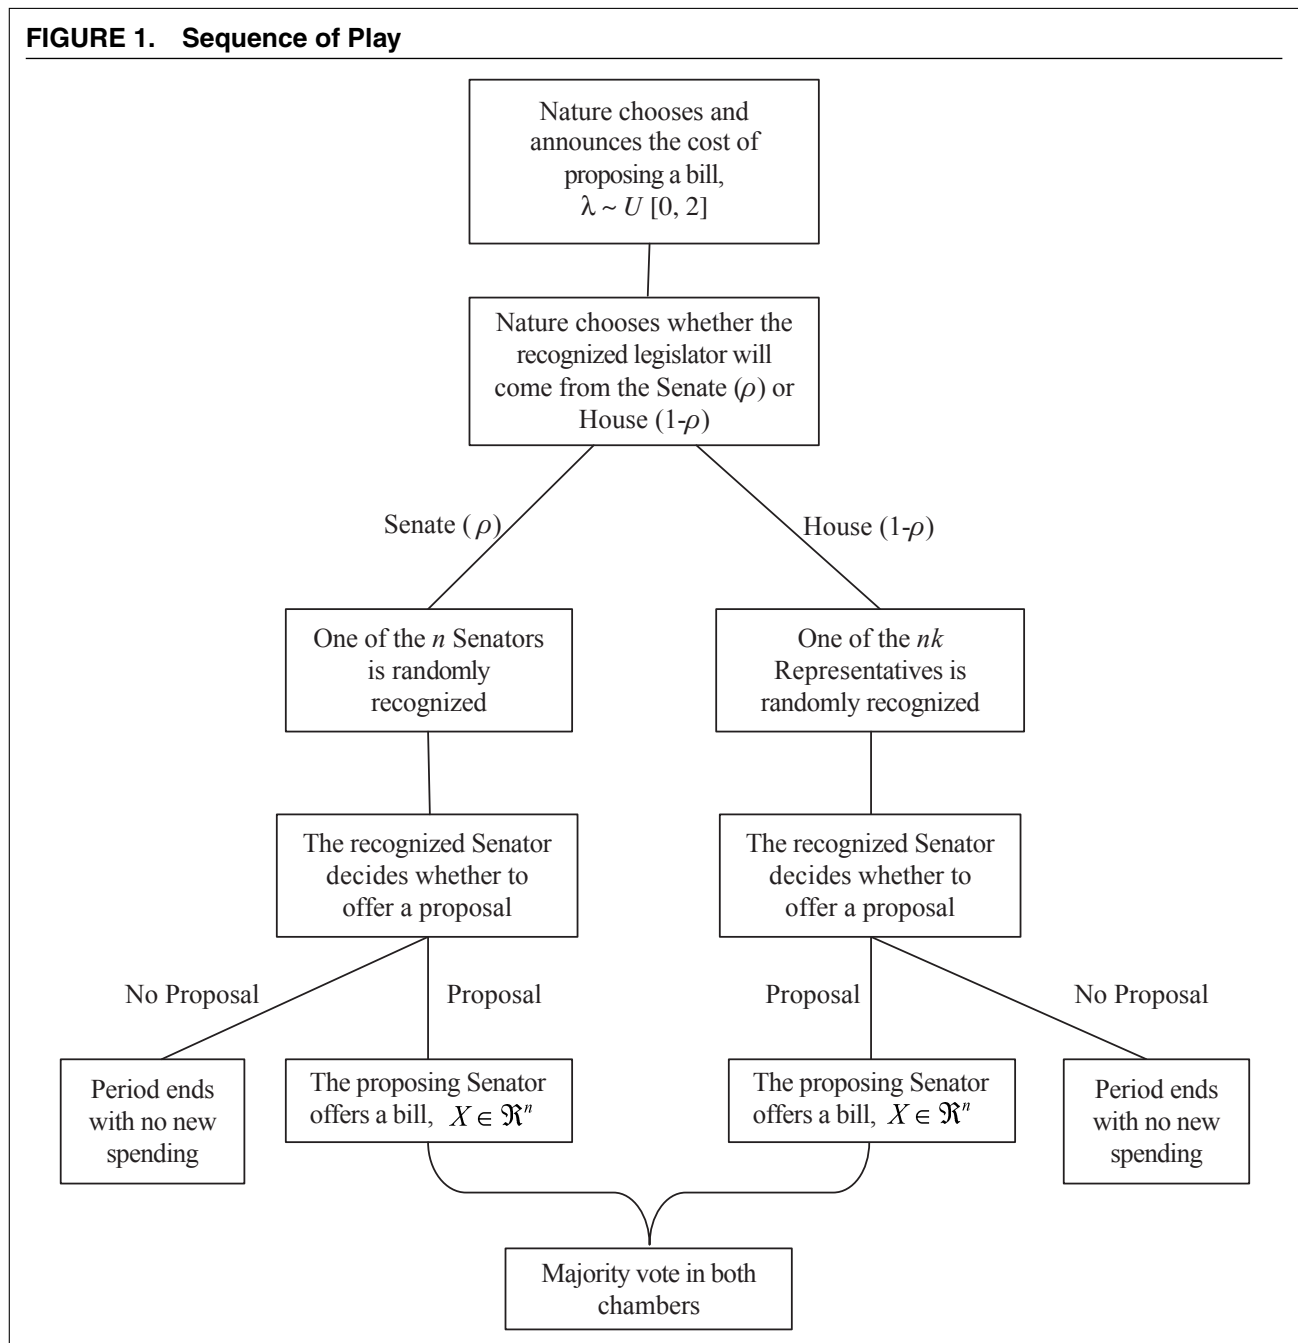 FIGURE 1. Sequence of Play
Nature chooses and
announces the cost of
proposing a bill,
λ ~ U [0, 2]
Nature chooses whether the
recognized legislator will
come from the Senate (ρ) or
House (1-ρ)
Senate (ρ)
House (1-ρ)
One of the n Senators
is randomly
recognized
One of the nk
Representatives is
randomly recognized
The recognized Senator
decides whether to
offer a proposal
The recognized Senator
decides whether to
offer a proposal
No Proposal
Proposal
Proposal
No Proposal
Period ends
with no new
spending
The proposing Senator
offers a bill, X ∈ ℜⁿ
The proposing Senator
offers a bill, X ∈ ℜⁿ
Period ends
with no new
spending
Majority vote in both
chambers